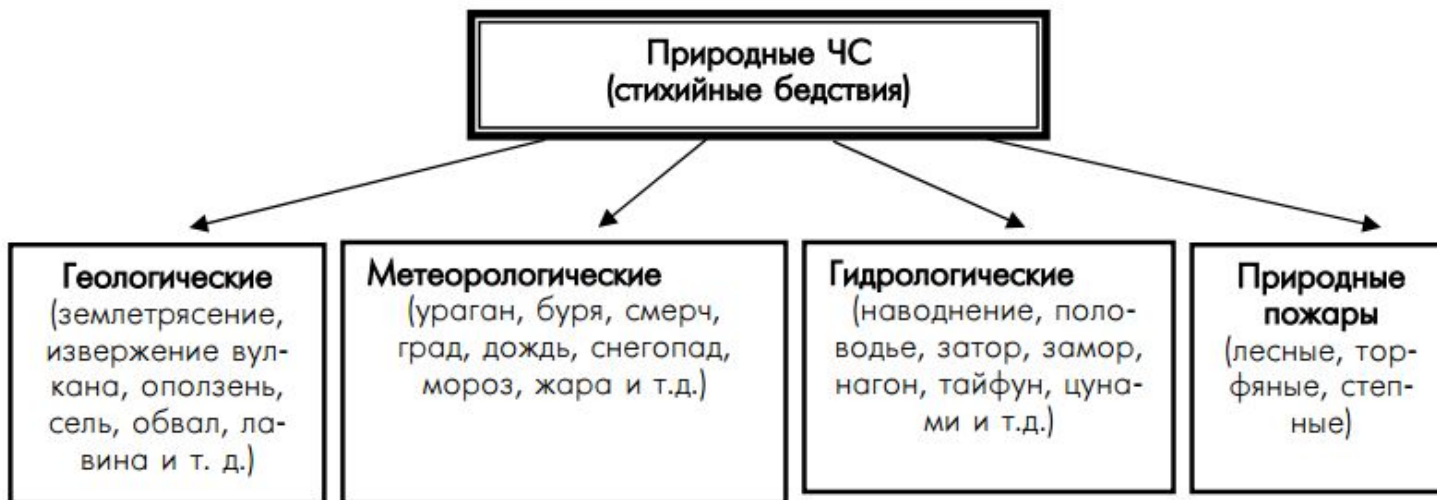 Природные ЧС
(стихийные бедствия)
Геологические
(землетрясение,
извержение вул-
кана, оползень,
сель, обвал, ла-
вина и т. д.)
Метеорологические
(ураган, буря, смерч,
град, дождь, снегопад,
мороз, жара и т.д.)
Гидрологические
(наводнение, поло-
водье, затор, замор,
нагон, тайфун, цуна-
ми и т.д.)
Природные
пожары
(лесные, тор-
фяные, степ-
ные)